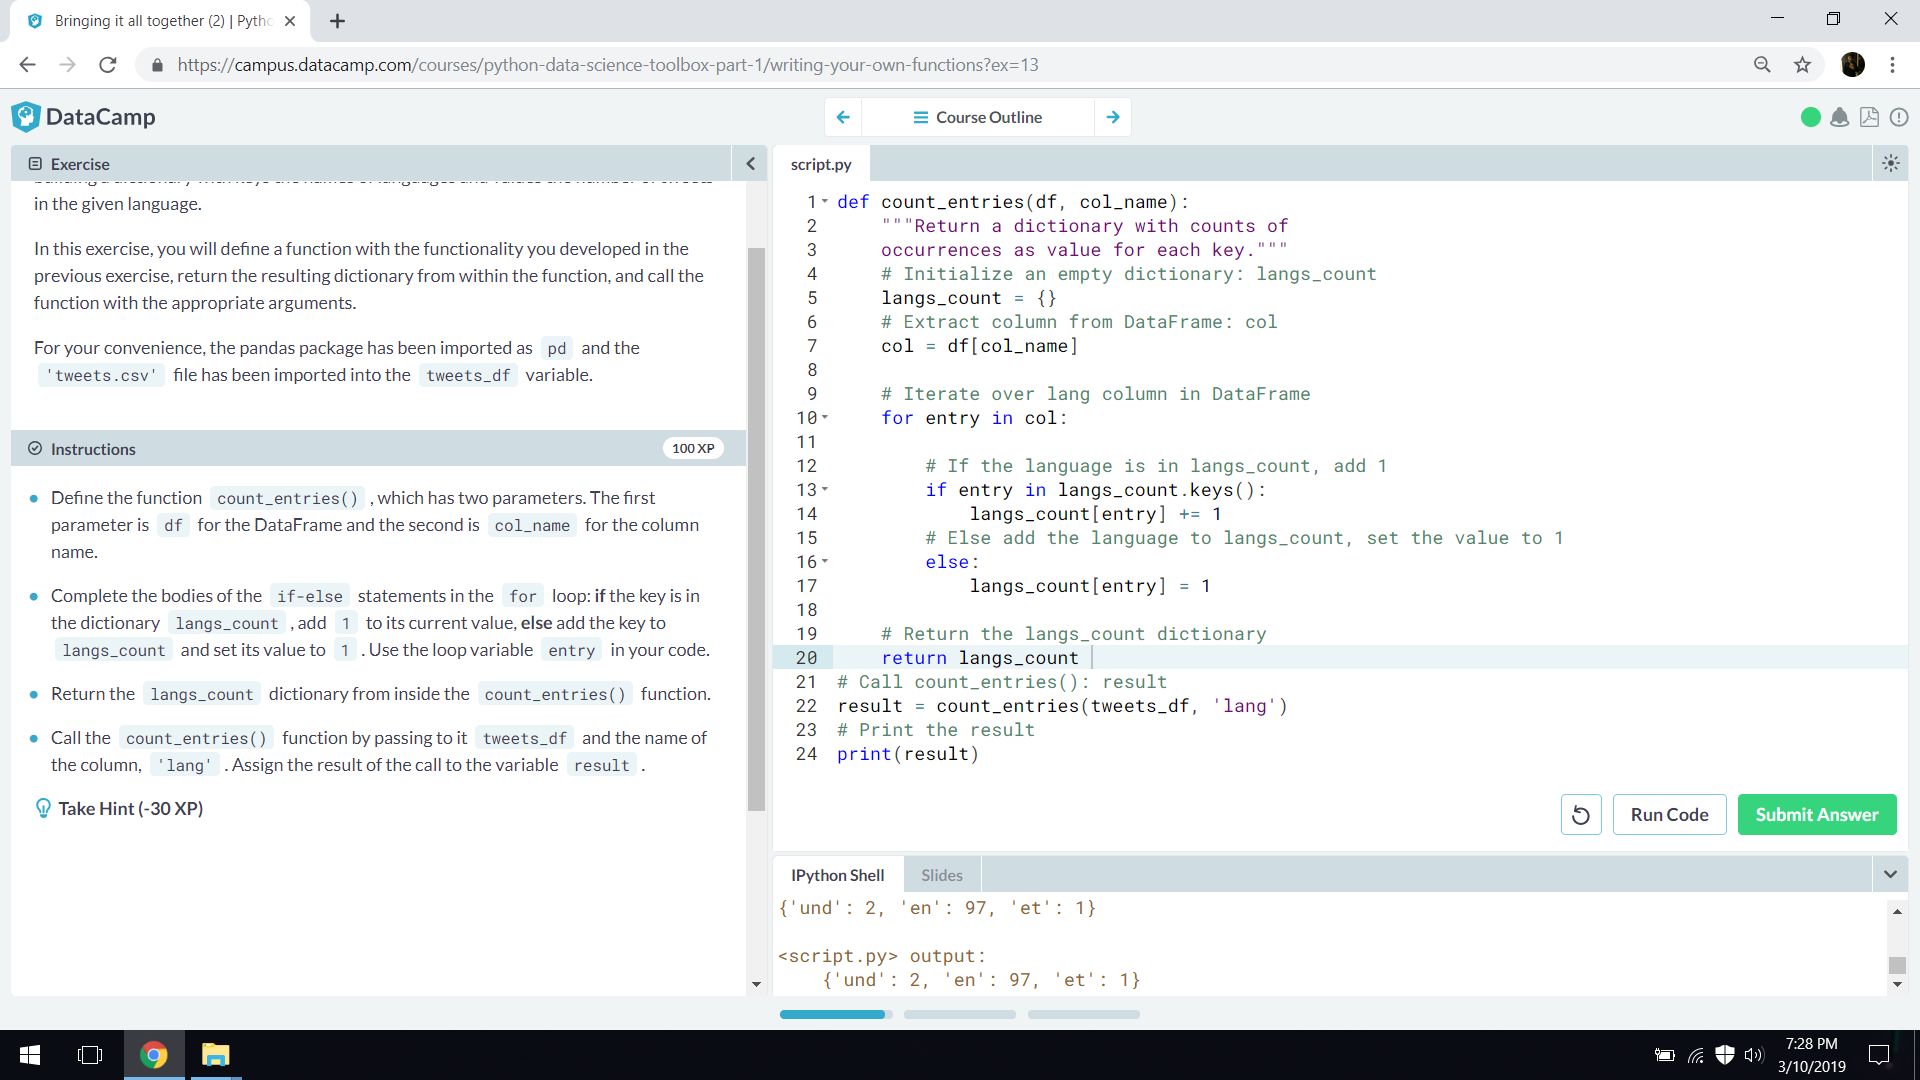 Bringing it all together (2) | Pytho
https://campus.datacamp.com/courses/python-data-science-toolbox-part-1/writing-your-own-functions?ex=13
DataCamp
Course Outline
Exercise
in the given language.
In this exercise, you will define a function with the functionality you developed in the
previous exercise, return the resulting dictionary from within the function, and call the
function with the appropriate arguments.
For your convenience, the pandas package has been imported as pd and the
'tweets.csv' file has been imported into the tweets_df variable.
Instructions
100 XP
Define the function count_entries() , which has two parameters. The first
parameter is df for the DataFrame and the second is col_name for the column
name.
Complete the bodies of the if-else statements in the for loop: if the key is in
the dictionary langs_count , add 1 to its current value, else add the key to
langs_count and set its value to 1 . Use the loop variable entry in your code.
Return the langs_count dictionary from inside the count_entries() function.
Call the count_entries() function by passing to it tweets_df and the name of
the column, 'lang' . Assign the result of the call to the variable result .
Take Hint (-30 XP)
script.py
1 def count_entries(df, col_name):
2 """Return a dictionary with counts of
3 occurrences as value for each key."""
4 # Initialize an empty dictionary: langs_count
5 langs_count = {}
6 # Extract column from DataFrame: col
7 col = df[col_name]
8
9 # Iterate over lang column in DataFrame
10 for entry in col:
11
12 # If the language is in langs_count, add 1
13 if entry in langs_count.keys():
14 langs_count[entry] += 1
15 # Else add the language to langs_count, set the value to 1
16 else:
17 langs_count[entry] = 1
18
19 # Return the langs_count dictionary
20 return langs_count
21 # Call count_entries(): result
22 result = count_entries(tweets_df, 'lang')
23 # Print the result
24 print(result)
Run Code
Submit Answer
IPython Shell
Slides
{'und': 2, 'en': 97, 'et': 1}
<script.py> output:
{'und': 2, 'en': 97, 'et': 1}
7:28 PM
3/10/2019